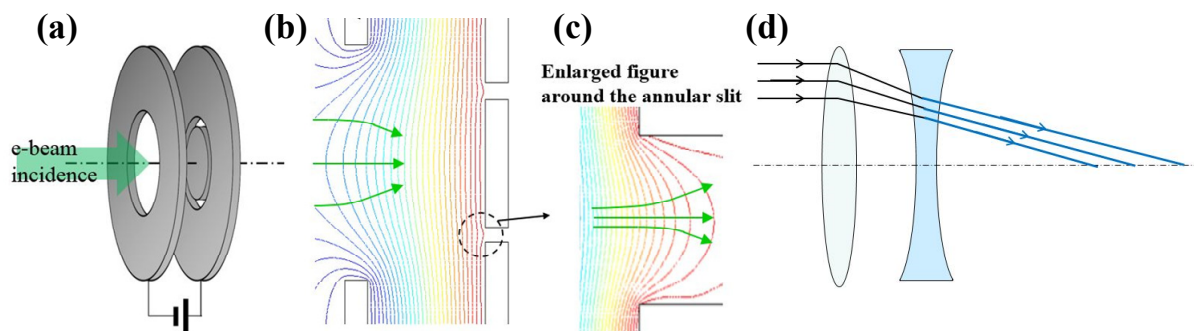 (a)
e-beam
incidence
(b)
(c)
Enlarged figure
around the annular slit
(d)